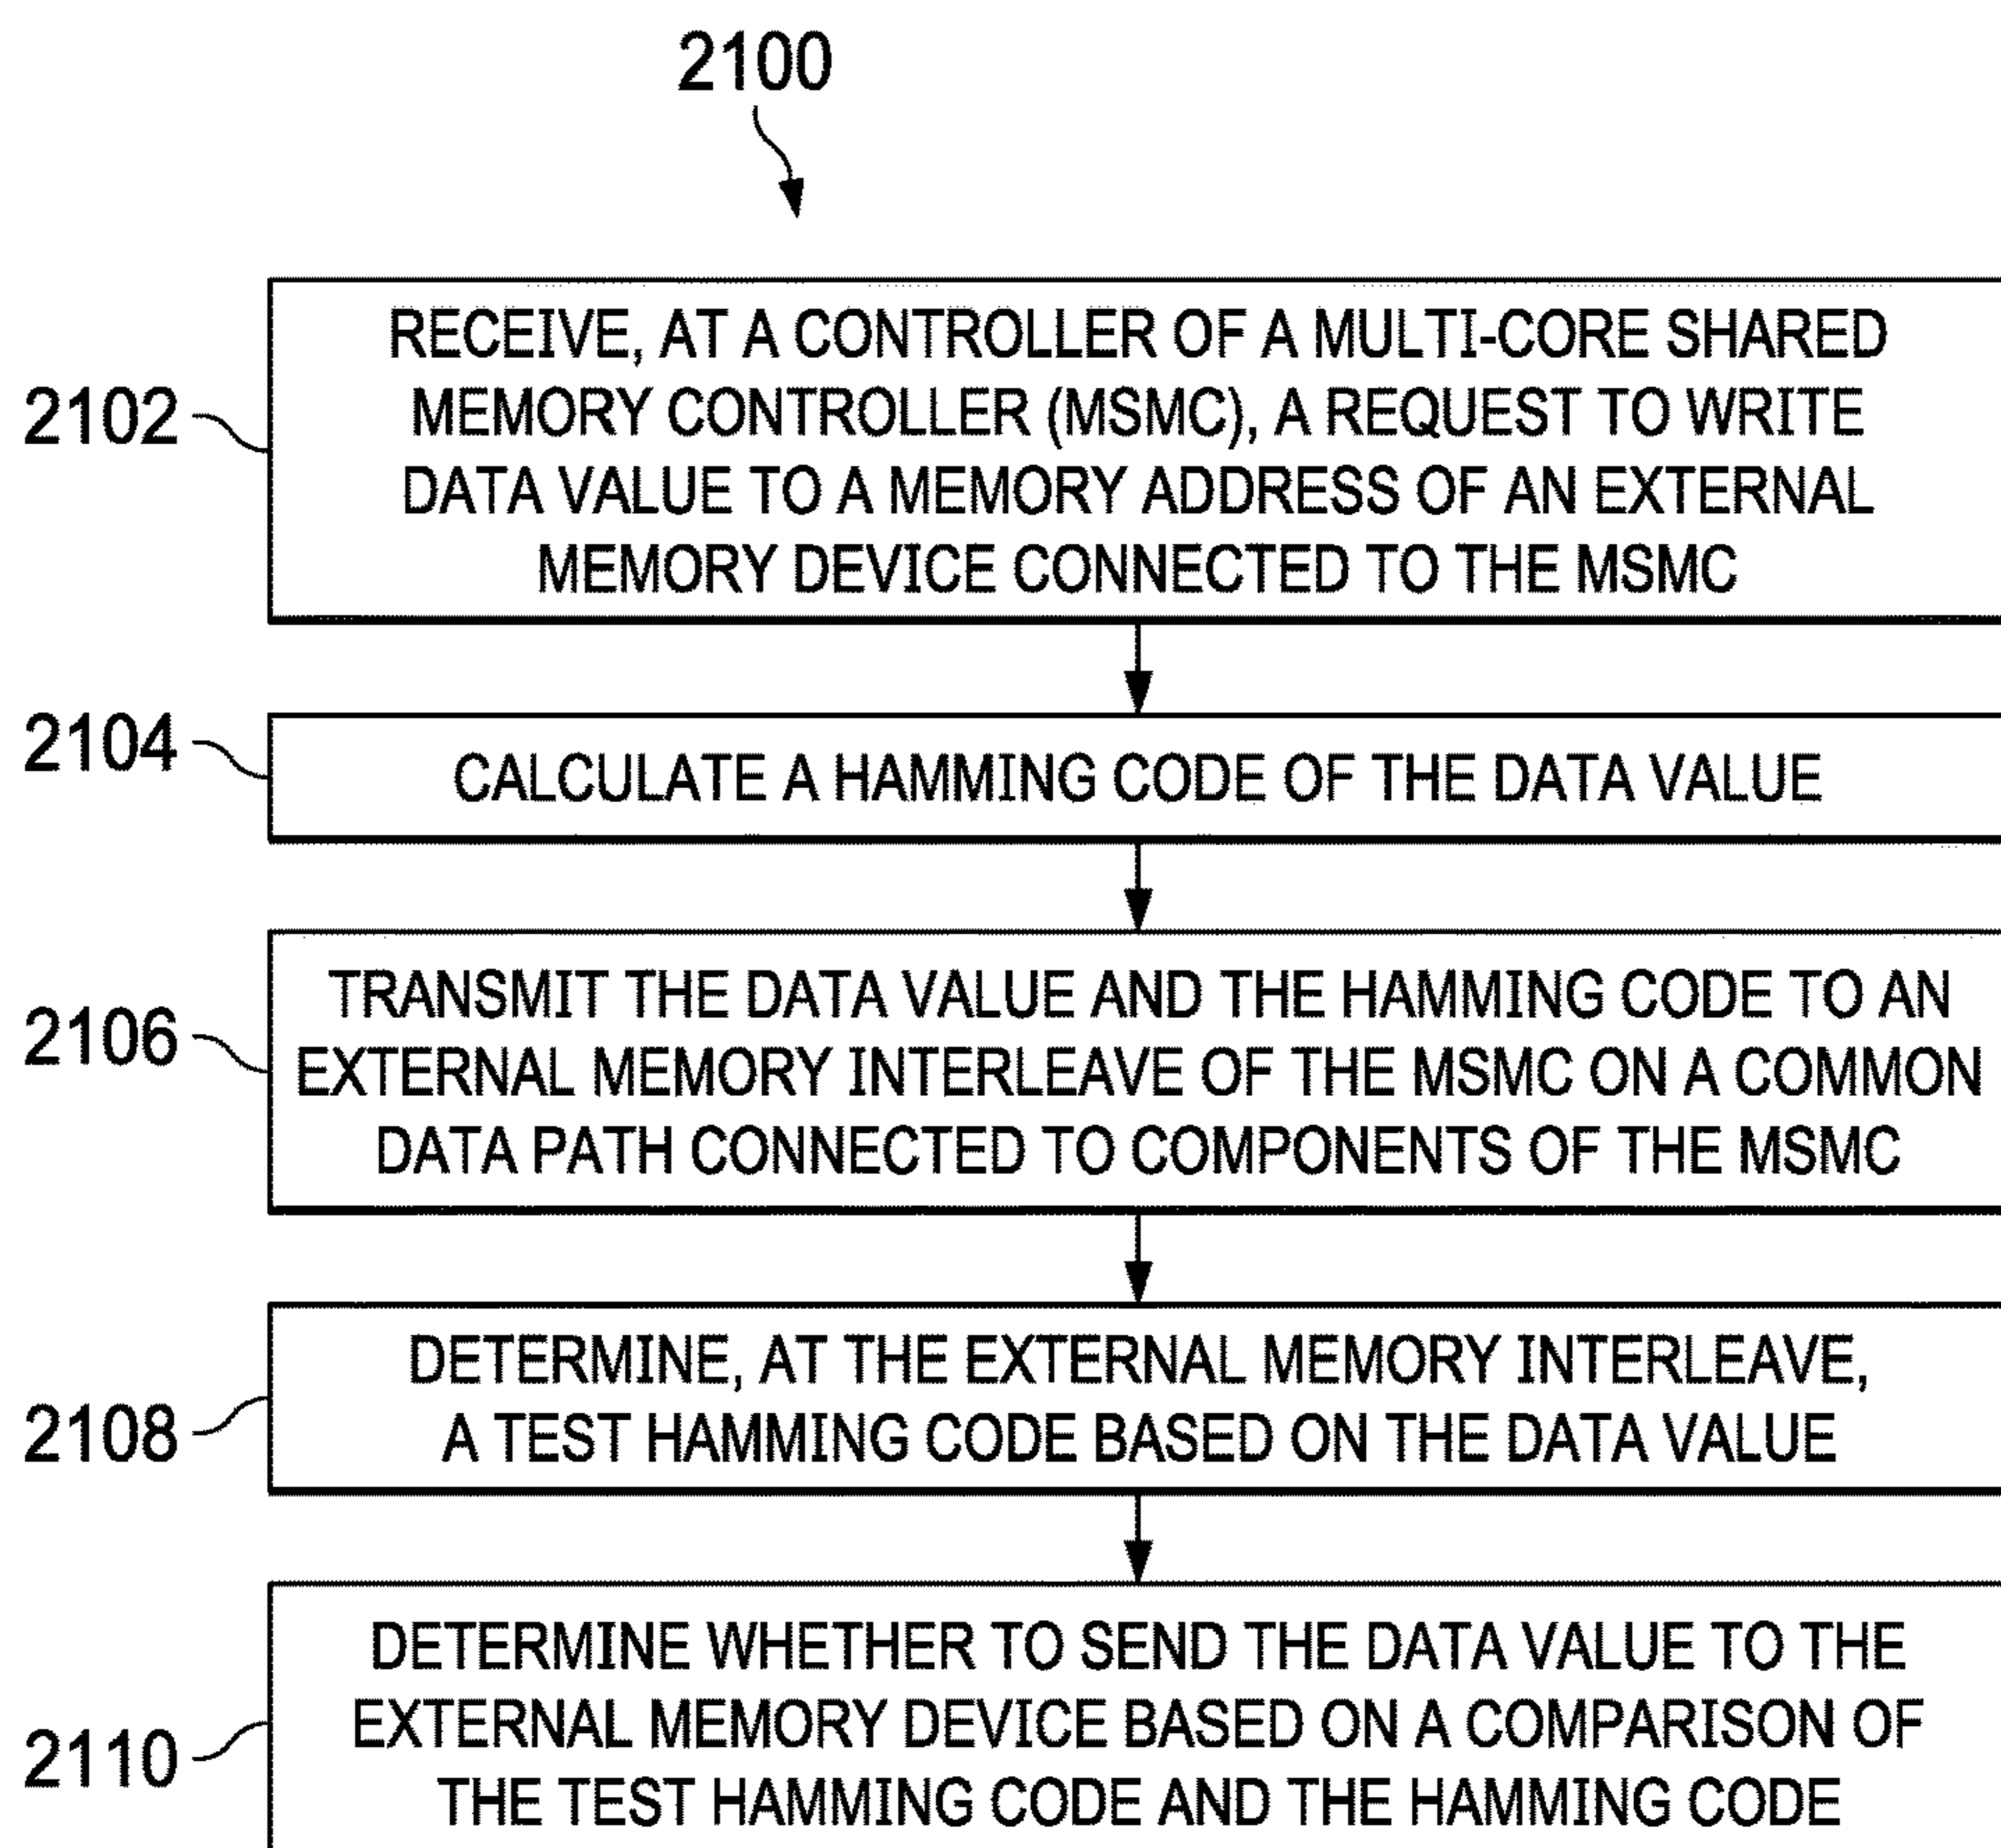 2100
2102
RECEIVE, AT A CONTROLLER OF A MULTI-CORE SHARED
MEMORY CONTROLLER (MSMC), A REQUEST TO WRITE
DATA VALUE TO A MEMORY ADDRESS OF AN EXTERNAL
MEMORY DEVICE CONNECTED TO THE MSMC
2104
CALCULATE A HAMMING CODE OF THE DATA VALUE
2106
TRANSMIT THE DATA VALUE AND THE HAMMING CODE TO AN
EXTERNAL MEMORY INTERLEAVE OF THE MSMC ON A COMMON
DATA PATH CONNECTED TO COMPONENTS OF THE MSMC
2108
DETERMINE, AT THE EXTERNAL MEMORY INTERLEAVE,
A TEST HAMMING CODE BASED ON THE DATA VALUE
2110
DETERMINE WHETHER TO SEND THE DATA VALUE TO THE
EXTERNAL MEMORY DEVICE BASED ON A COMPARISON OF
THE TEST HAMMING CODE AND THE HAMMING CODE